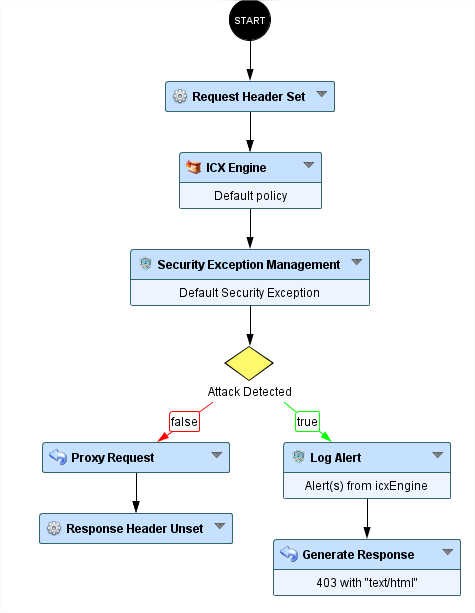 START
Request Header Set
ICX Engine
Default policy
Security Exception Management
Default Security Exception
Attack Detected
false
true
Proxy Request
Log Alert
Alert(s) from icxEngine
Response Header Unset
Generate Response
403 with "text/html"